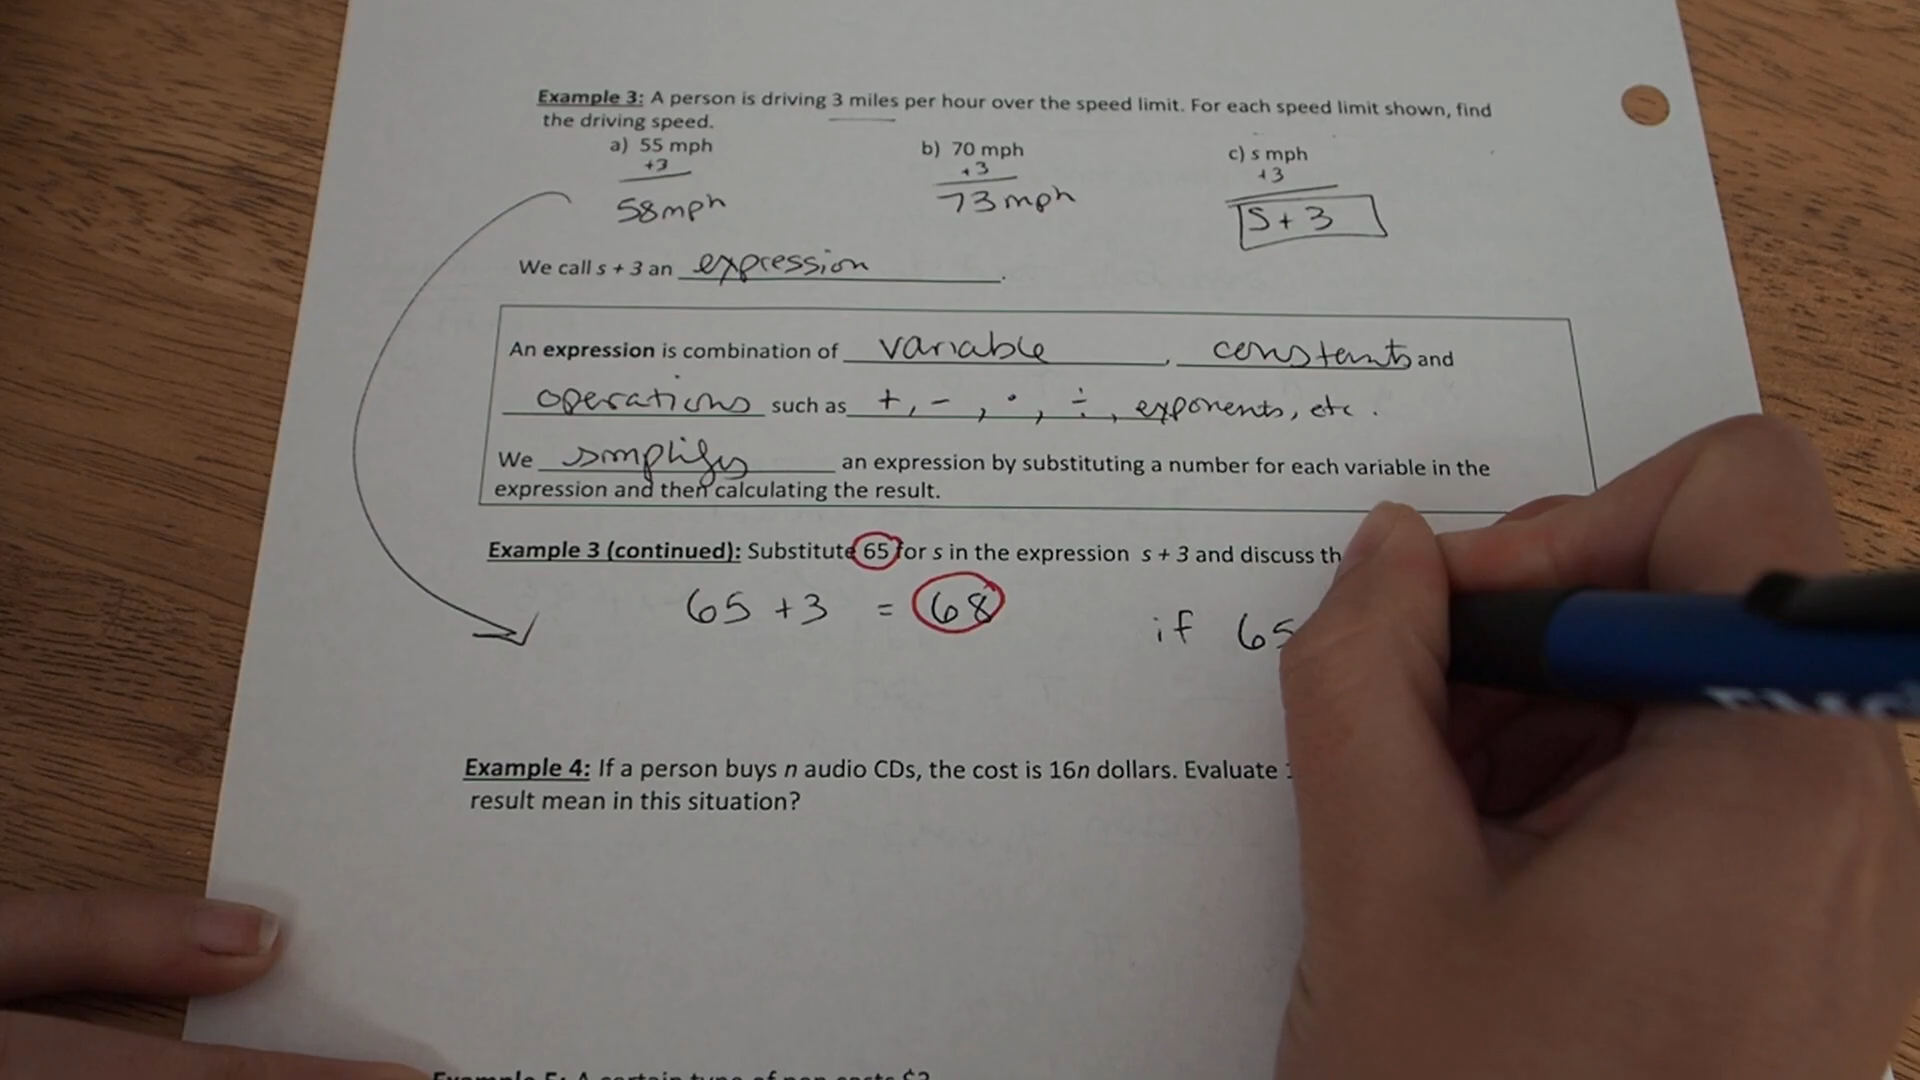 Example 3: A person is driving 3 miles per hour over the speed limit. For each speed limit shown, find
the driving speed.
a) 55 mph b) 70 mph c) s mph
+3 +3 +3
58mph 73mph S + 3
We call s + 3 an expression.
An expression is combination of variable, constants and
operations such as +, -, ·, ÷, exponents, etc.
We simplify an expression by substituting a number for each variable in the
expression and then calculating the result.
Example 3 (continued): Substitute 65 for s in the expression s + 3 and discuss
65 + 3 = 68 if 65
Example 4: If a person buys n audio CDs, the cost is 16n dollars. Evaluate
result mean in this situation?